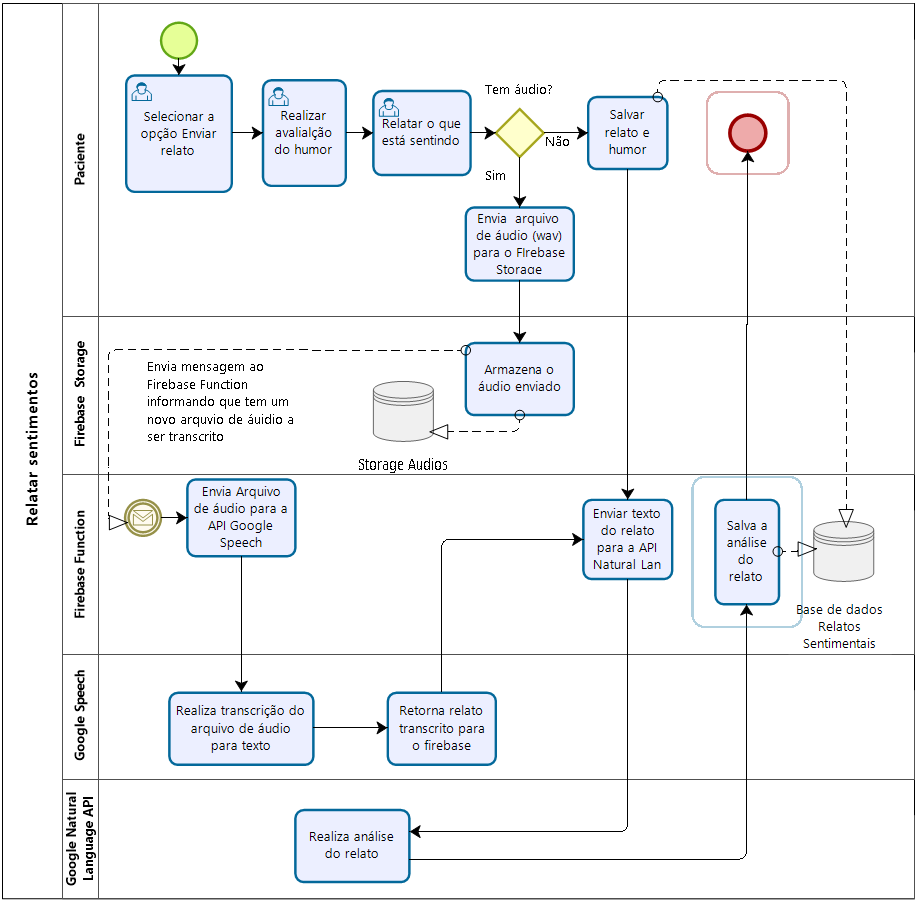 Relatar sentimentos
Paciente
Selecionar a
opção Enviar
relato
Realizar
avalialção
do humor
Relatar o que
está sentindo
Tem áudio?
Não
Sim
Salvar
relato e
humor
Envia arquivo
de áudio (wav)
para o FIrebase
Storage
Firebase Storage
Envia mensagem ao
Firebase Function
informando que tem um
novo arquvio de áuidio a
ser transcrito
Armazena o
áudio enviado
Storage Audios
Firebase Function
Envia Arquivo
de áudio para a
API Google
Speech
Enviar texto
do relato
para a API
Natural Lan
Salva a
análise
do
relato
Base de dados
Relatos
Sentimentais
Google Speech
Realiza transcrição do
arquivo de áudio
para texto
Retorna relato
transcrito para
o firebase
Google Natural
Language API
Realiza análise
do relato